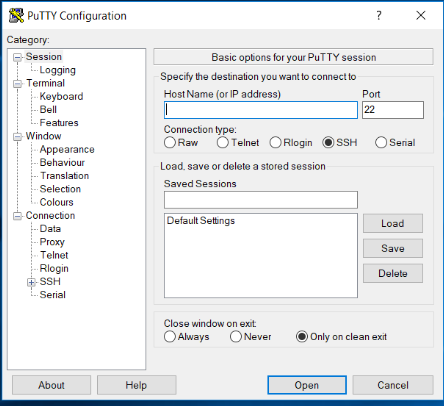 PuTTY Configuration
?
Category:
Session
Logging
Terminal
Keyboard
Bell
Features
Window
Appearance
Behaviour
Translation
Selection
Colours
Connection
Data
Proxy
Telnet
Rlogin
SSH
Serial
Basic options for your PuTTY session
Specify the destination you want to connect to
Host Name (or IP address) Port
22
Connection type:
Raw Telnet Rlogin SSH Serial
Load, save or delete a stored session
Saved Sessions
Default Settings
Load
Save
Delete
Close window on exit:
Always Never Only on clean exit
About Help Open Cancel